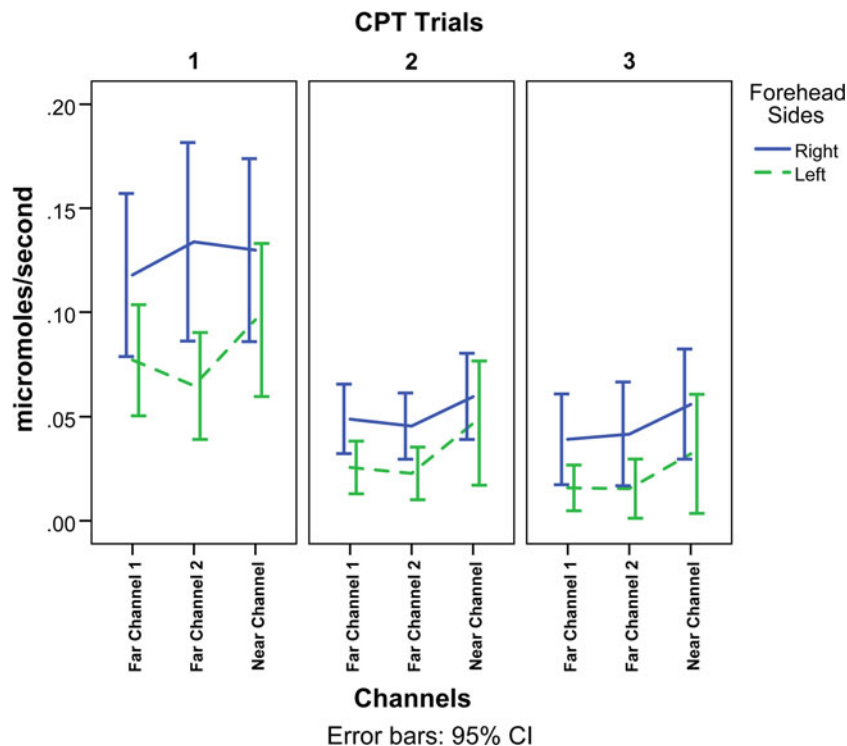 CPT Trials
1 2 3
Forehead
Sides
Right
Left
micromoles/second
.20
.15
.10
.05
.00
Far Channel 1
Far Channel 2
Near Channel
Far Channel 1
Far Channel 2
Near Channel
Far Channel 1
Far Channel 2
Near Channel
Channels
Error bars: 95% CI